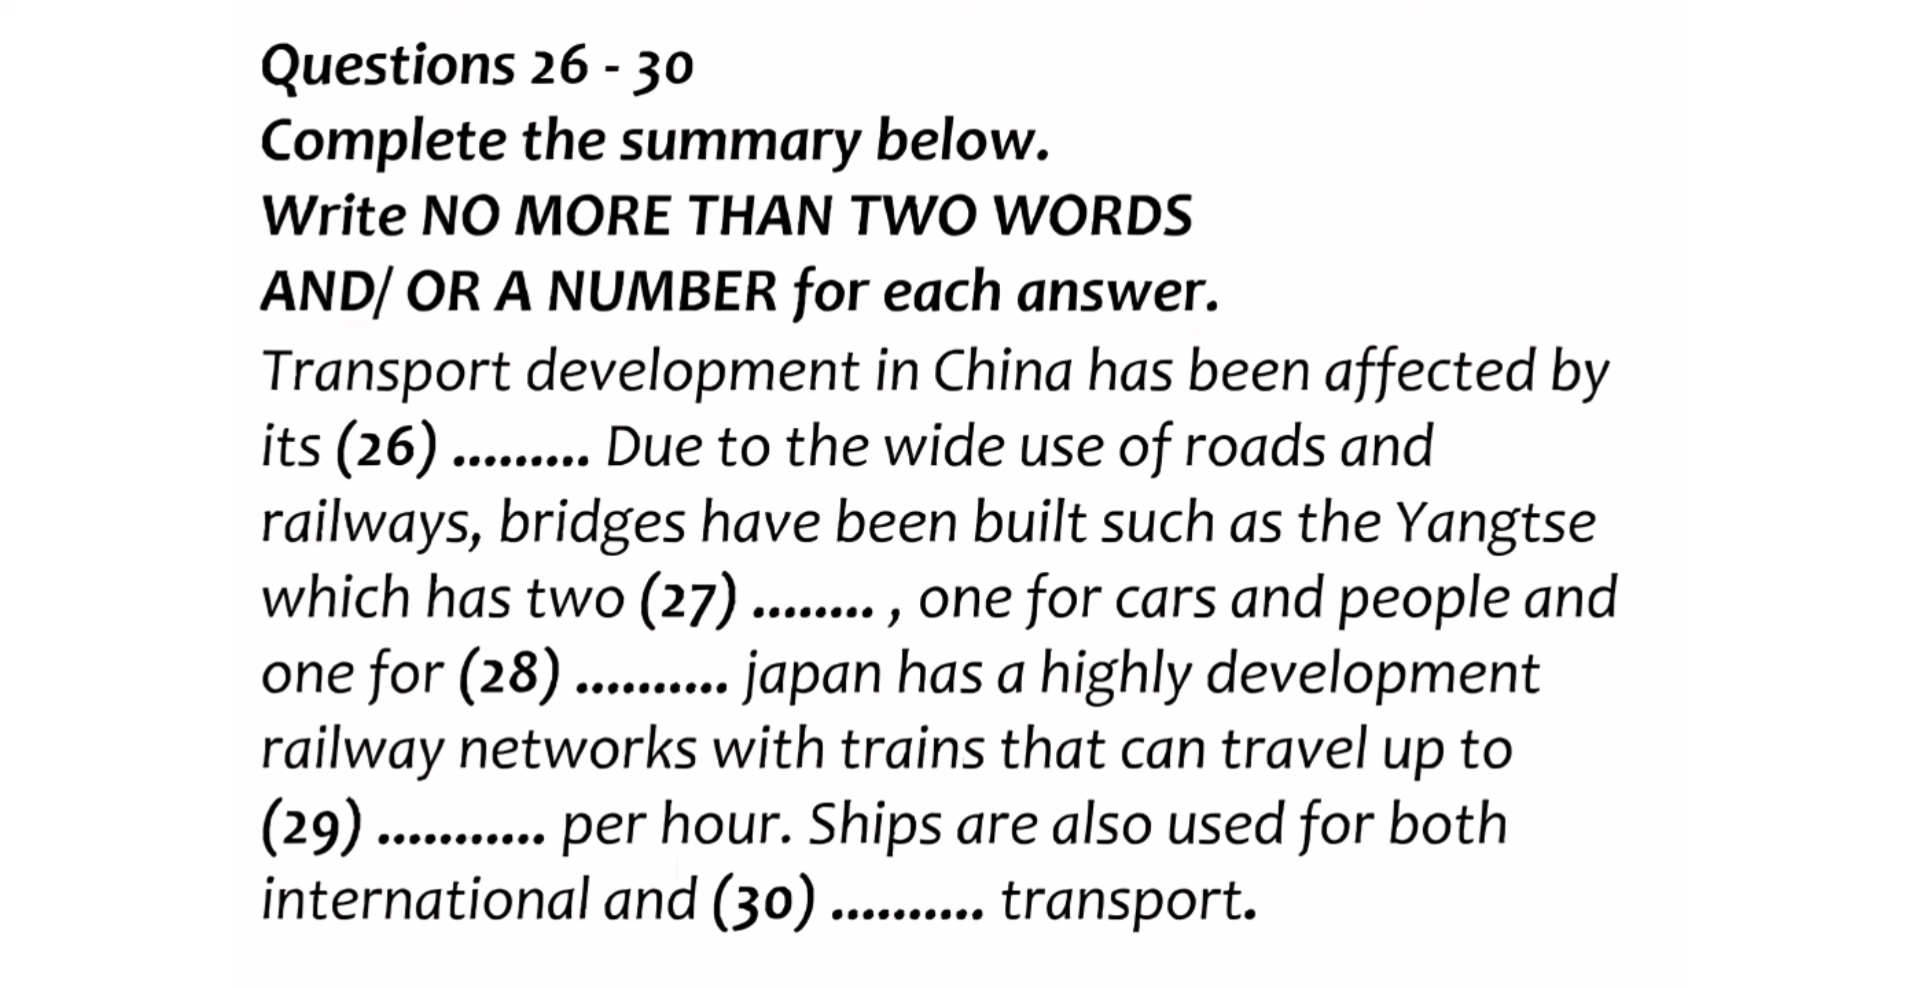 Questions 26 - 30
Complete the summary below.
Write NO MORE THAN TWO WORDS
AND/ OR A NUMBER for each answer.
Transport development in China has been affected by
its (26) ......... Due to the wide use of roads and
railways, bridges have been built such as the Yangtse
which has two (27) ........ , one for cars and people and
one for (28) .......... japan has a highly development
railway networks with trains that can travel up to
(29) ........... per hour. Ships are also used for both
international and (30) .......... transport.